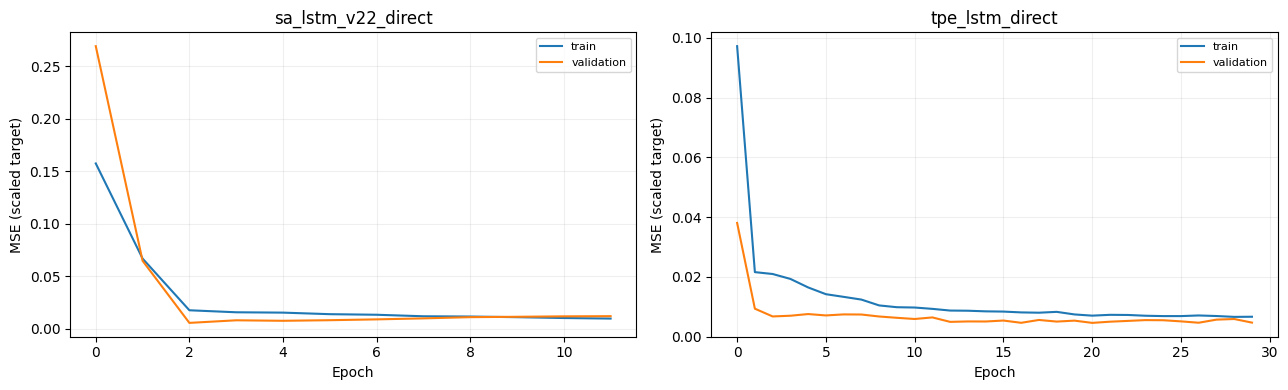 sa_lstm_v22_direct
MSE (scaled target)
0.25
0.20
0.15
0.10
0.05
0.00
0 2 4 6 8 10
Epoch
train
validation
tpe_lstm_direct
MSE (scaled target)
0.10
0.08
0.06
0.04
0.02
0.00
0 5 10 15 20 25 30
Epoch
train
validation